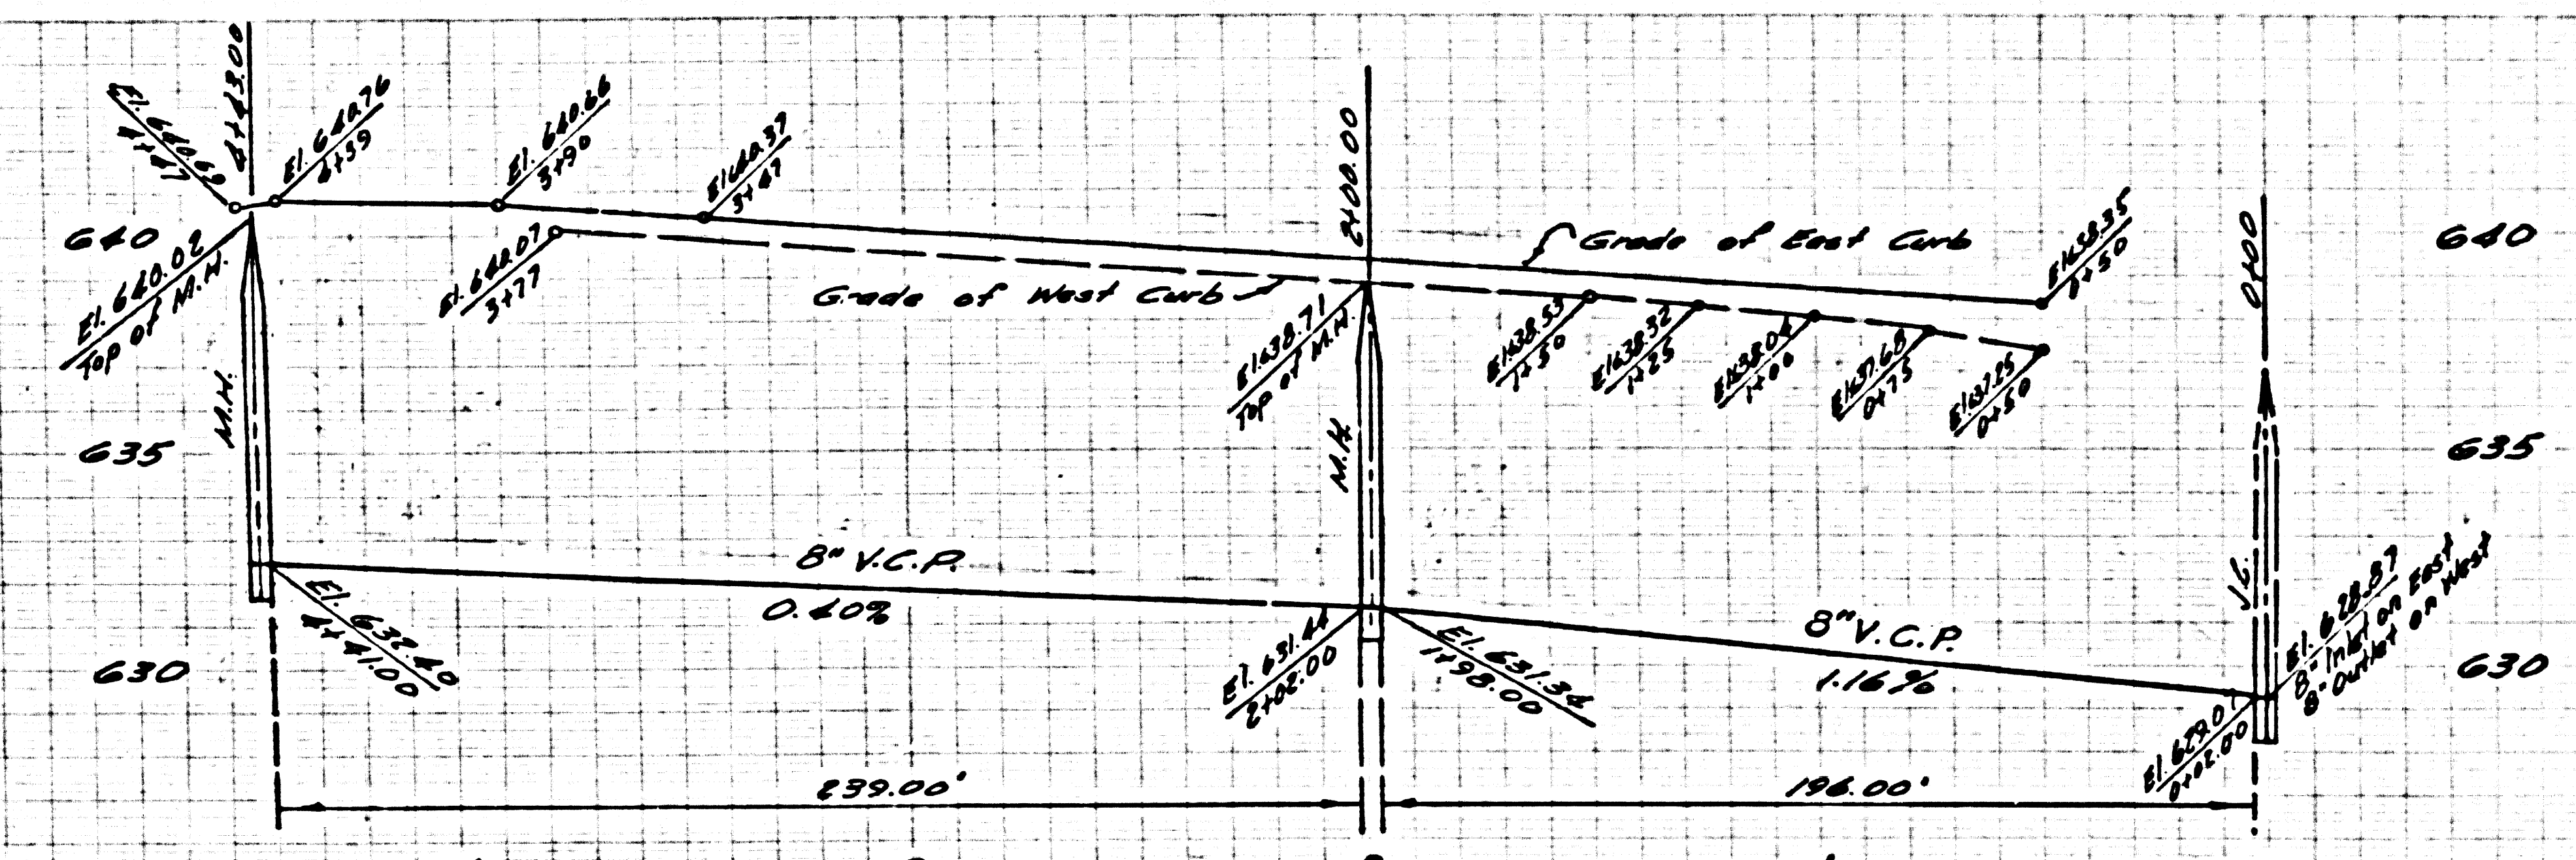 El. 640.69
4+47
4+43.00
El. 640.76
4+39
El. 640.66
3+90
El. 640.37
3+47
2+00.00
El. 638.35
0+50
0+00
640
640
El. 640.02
Top of M.H.
El. 640.07
3+77
Grade of West Curb
Grade of East Curb
El. 638.71
Top of M.H.
El. 638.53
1+50
El. 638.32
1+25
El. 638.04
1+00
El. 637.68
0+75
El. 637.25
0+50
M.H.
M.H.
635
635
8" V.C.P.
0.40%
8" V.C.P.
1.16%
630
630
El. 632.40
4+41.00
El. 631.44
2+02.00
El. 631.34
1+98.00
El. 629.07
0+02.00
El. 628.87
8" Inlet on East
8" Outlet on West
239.00'
196.00'